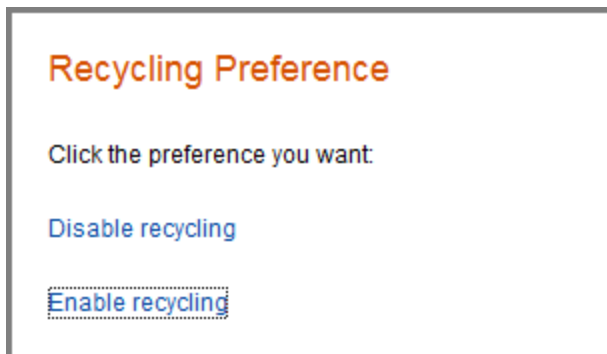 Recycling Preference
Click the preference you want:
Disable recycling
Enable recycling